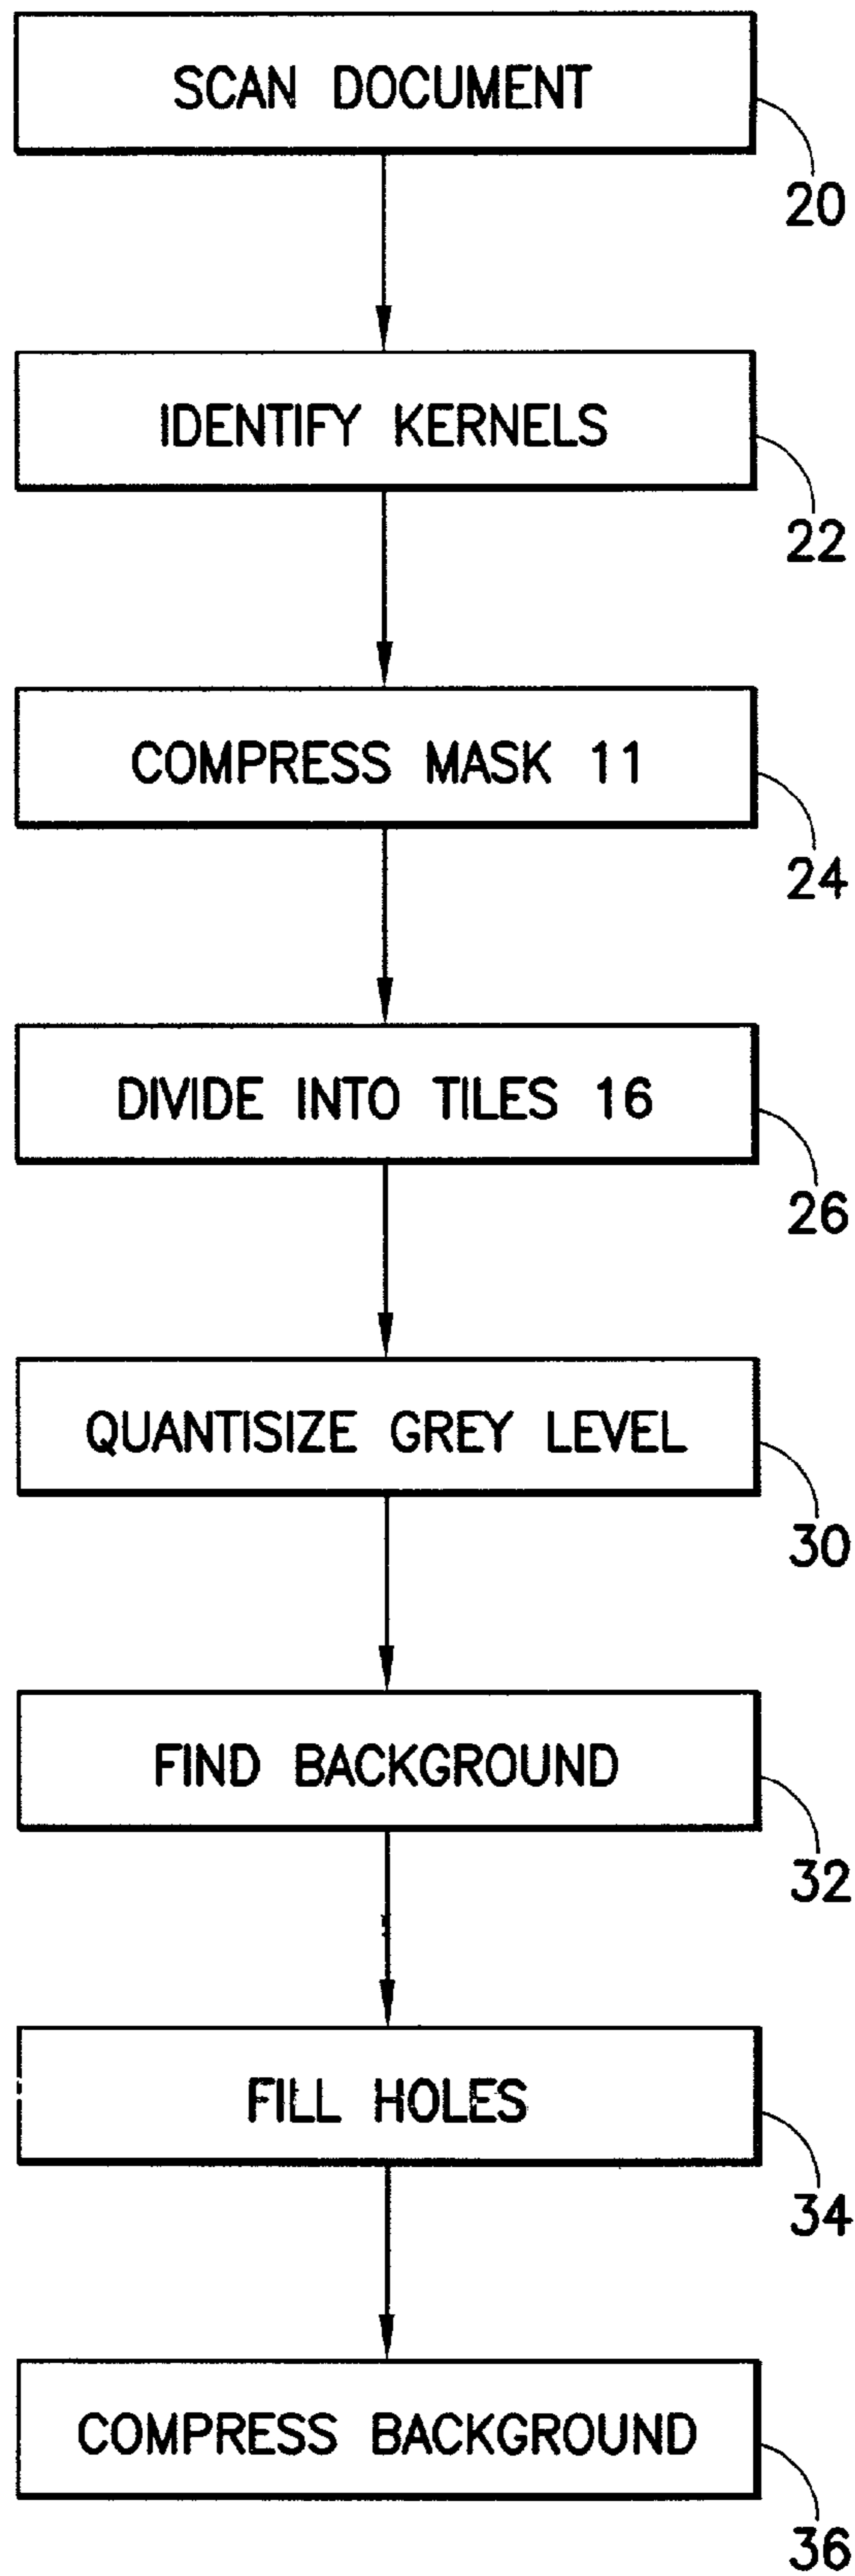 SCAN DOCUMENT
20
IDENTIFY KERNELS
22
COMPRESS MASK 11
24
DIVIDE INTO TILES 16
26
QUANTISIZE GREY LEVEL
30
FIND BACKGROUND
32
FILL HOLES
34
COMPRESS BACKGROUND
36